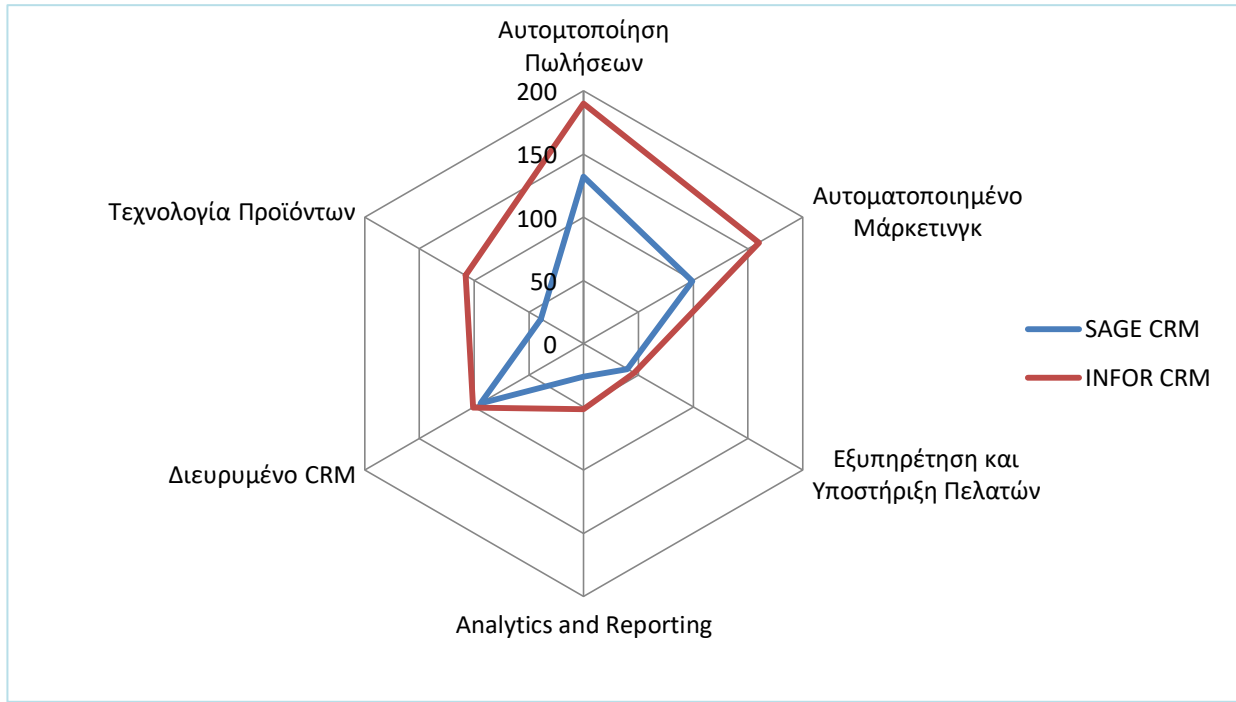 Αυτομτοποίηση
Πωλήσεων
200
150
100
50
0
Αυτοματοποιημένο
Μάρκετινγκ
Εξυπηρέτηση και
Υποστήριξη Πελατών
Analytics and Reporting
Διευρυμένο CRM
Τεχνολογία Προϊόντων
SAGE CRM
INFOR CRM